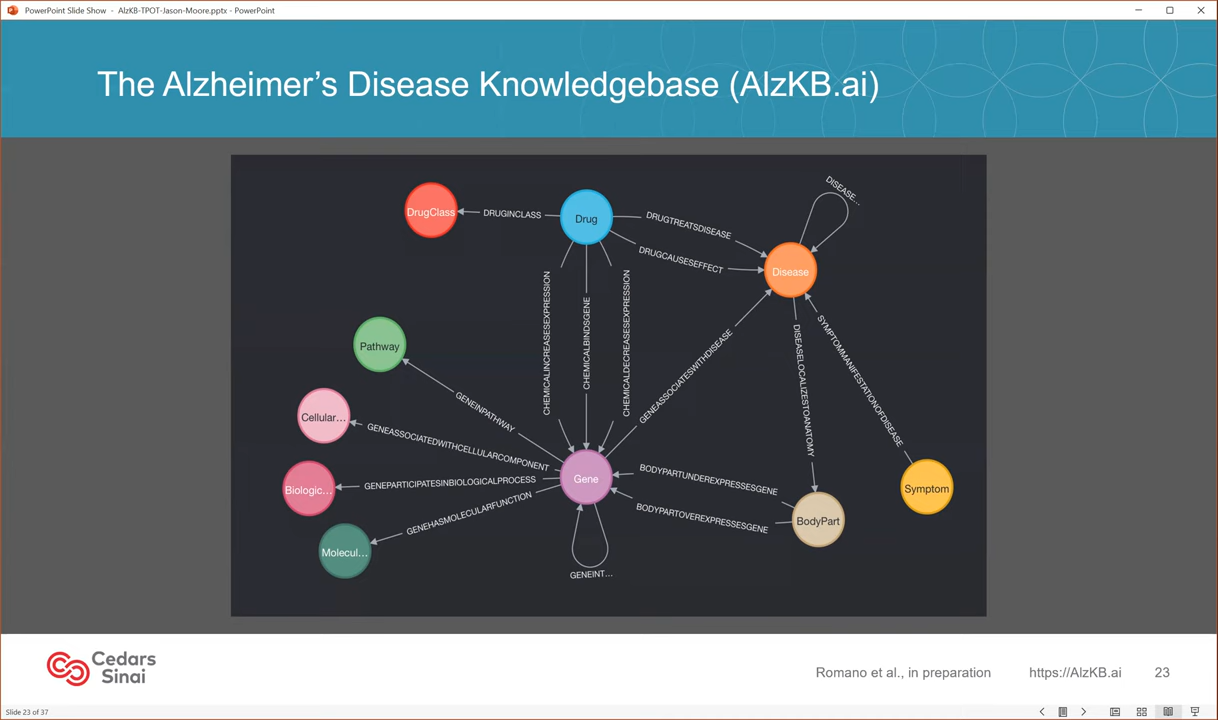 PowerPoint Slide Show - AlzKB-TPOT-Jason-Moore.pptx - PowerPoint
The Alzheimer's Disease Knowledgebase (AlzKB.ai)
DISEASE...
DrugClass
DRUGINCLASS
Drug
DRUGTREATSDISEASE
DRUGCAUSESEFFECT
Disease
CHEMICALINCREASESEXPRESSION
CHEMICALBINDSGENE
CHEMICALDECREASESEXPRESSION
Pathway
GENEINPATHWAY
GENEASSOCIATESWITHDISEASE
DISEASELOCALIZESTOANATOMY
SYMPTOMMANIFESTATIONOFDISEASE
Cellular...
GENEASSOCIATEDWITHCELLULARCOMPONENT
Biologic...
GENEPARTICIPATESINBIOLOGICALPROCESS
Gene
BODYPARTUNDEREXPRESSESGENE
Symptom
GENEHASMOLECULARFUNCTION
BODYPARTOVEREXPRESSESGENE
BodyPart
Molecul...
GENEINT...
Cedars
Sinai
Romano et al., in preparation
https://AlzKB.ai
23
Slide 23 of 37